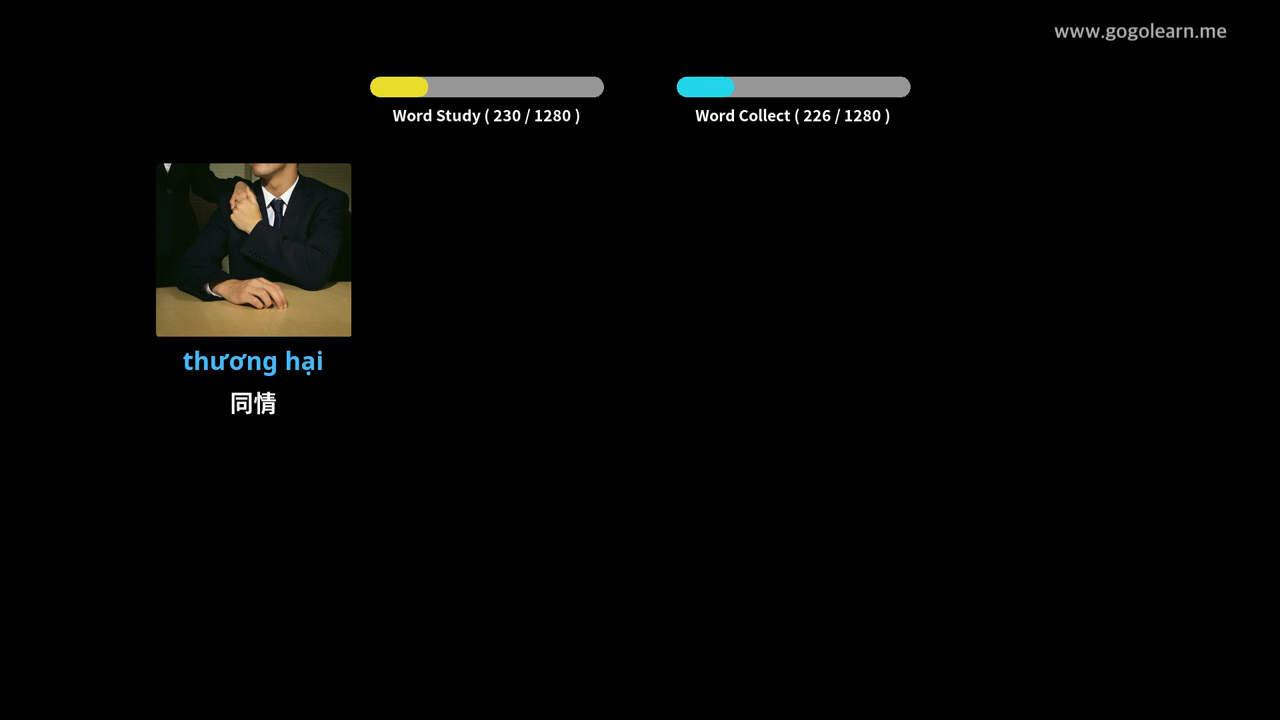 www.gogolearn.me
Word Study ( 230 / 1280 )
Word Collect ( 226 / 1280 )
thương hại
同情